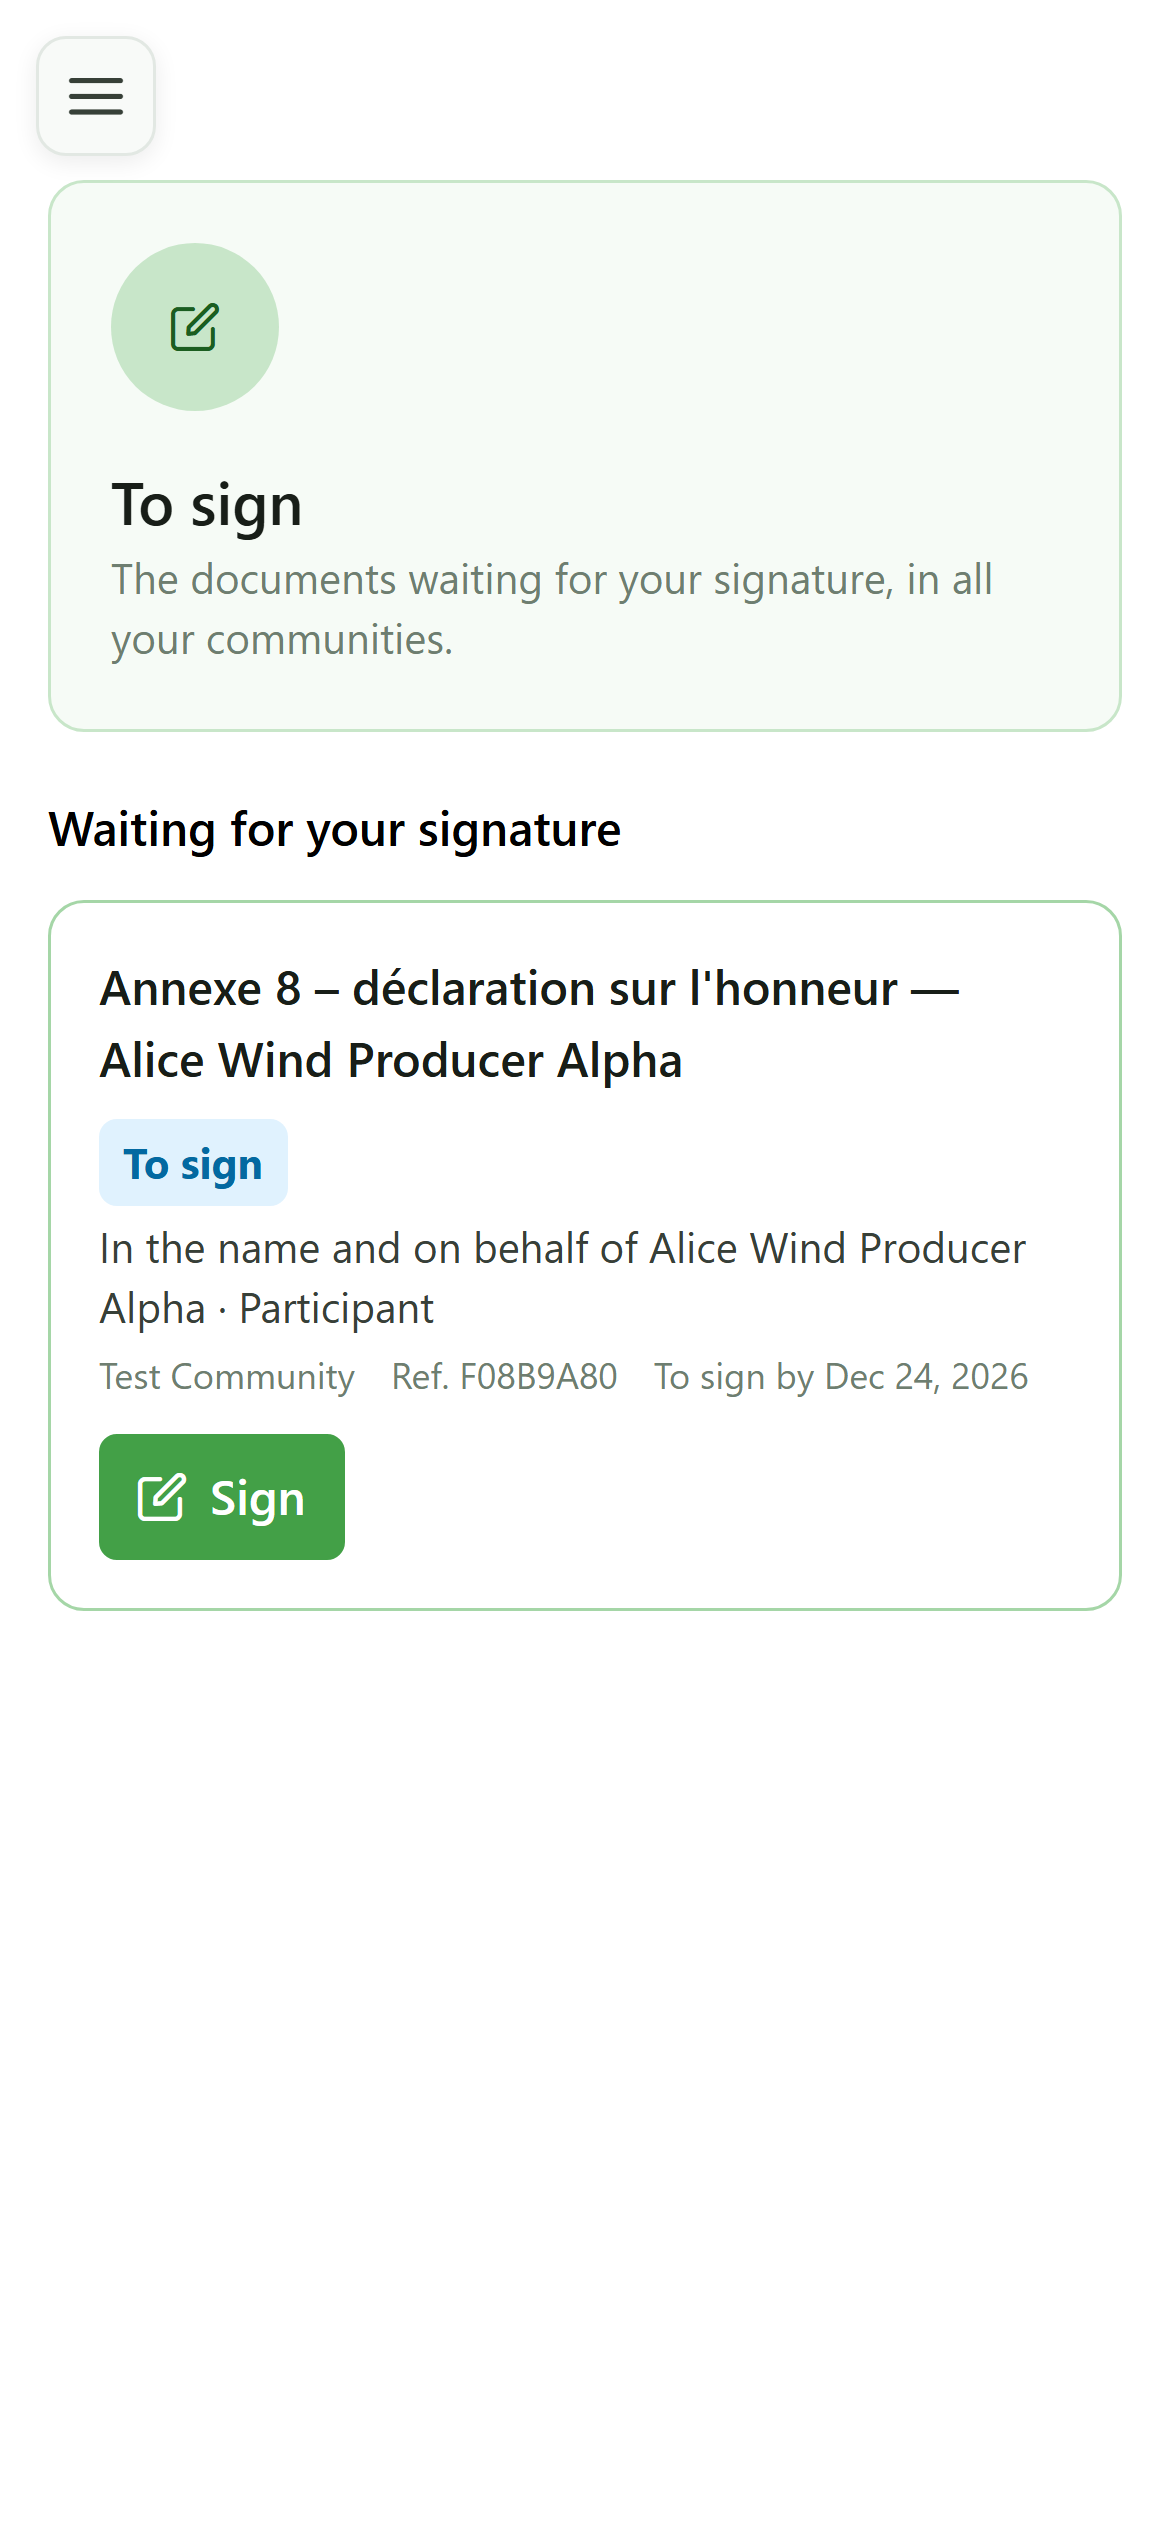 To sign
The documents waiting for your signature, in all
your communities.
Waiting for your signature
Annexe 8 – déclaration sur l'honneur —
Alice Wind Producer Alpha
To sign
In the name and on behalf of Alice Wind Producer
Alpha · Participant
Test Community Ref. F08B9A80 To sign by Dec 24, 2026
Sign